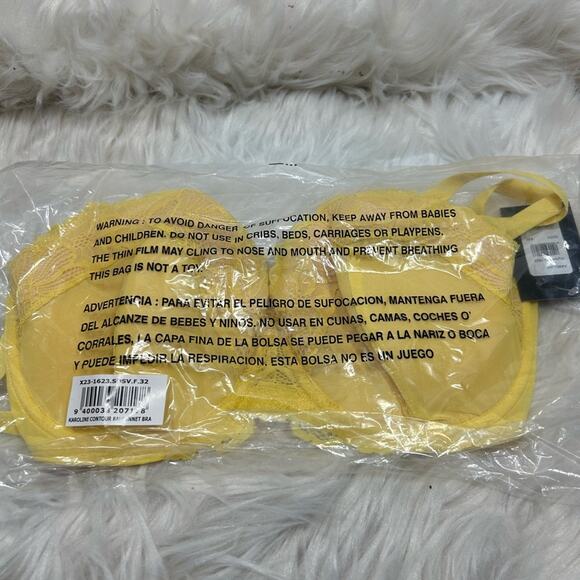 WARNING : TO AVOID DANGER OF SUFFOCATION, KEEP AWAY FROM BABIES
AND CHILDREN. DO NOT USE IN CRIBS, BEDS, CARRIAGES OR PLAYPENS.
THE THIN FILM MAY CLING TO NOSE AND MOUTH AND PREVENT BREATHING
THIS BAG IS NOT A TOY.
ADVERTENCIA : PARA EVITAR EL PELIGRO DE SUFOCACION, MANTENGA FUERA
DEL ALCANZE DE BEBES Y NINOS. NO USAR EN CUNAS, CAMAS, COCHES O'
CORRALES, LA CAPA FINA DE LA BOLSA SE PUEDE PEGAR A LA NARIZ O BOCA
Y PUEDE IMPEDIR LA RESPIRACION, ESTA BOLSA NO ES UN JUEGO
KAROLINE CONTOUR BRA